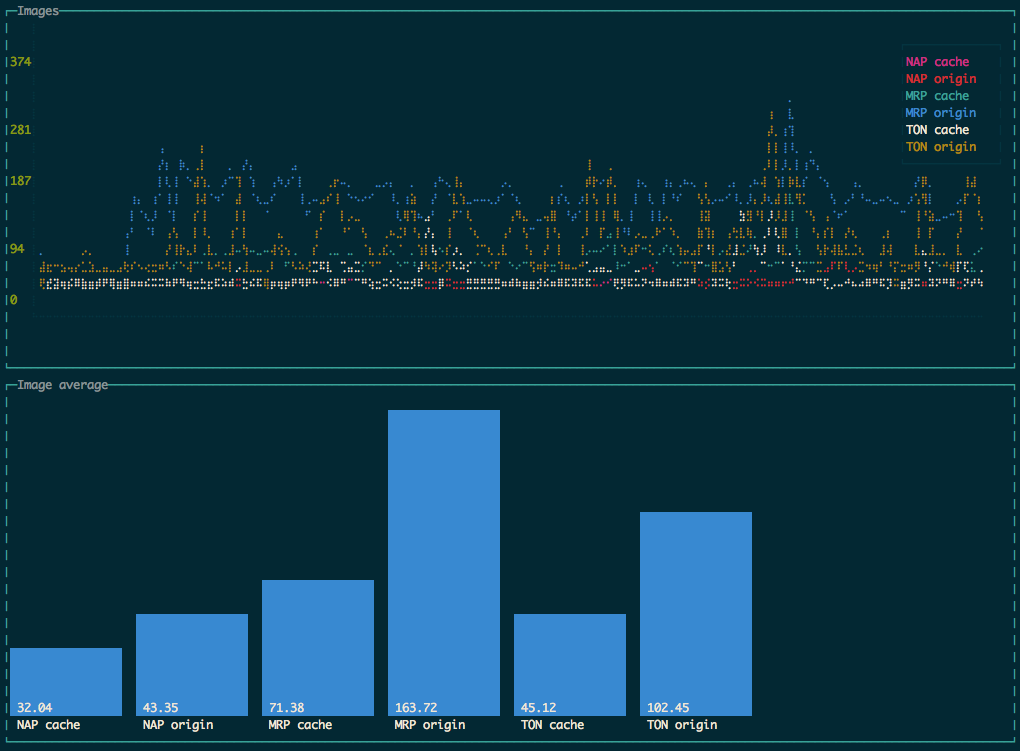 Images
374
281
187
94
0
NAP cache
NAP origin
MRP cache
MRP origin
TON cache
TON origin
Image average
32.04 43.35 71.38 163.72 45.12 102.45
NAP cache NAP origin MRP cache MRP origin TON cache TON origin